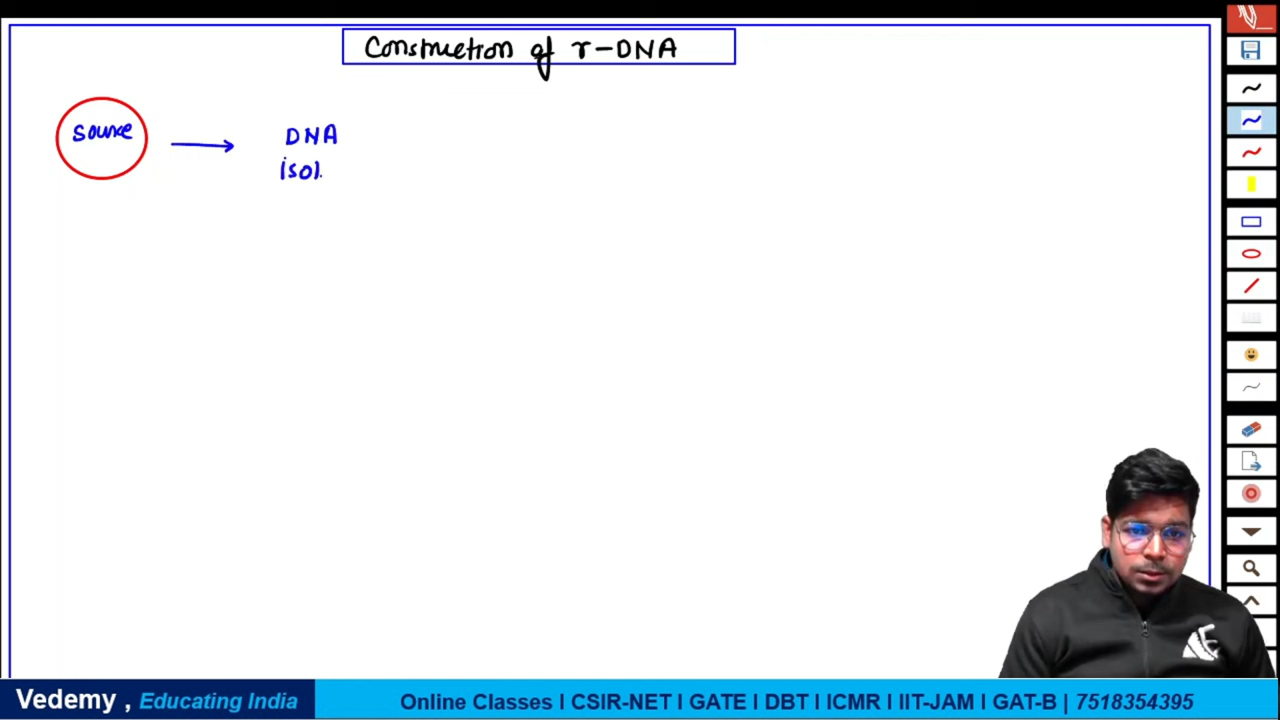 Construction of r-DNA
Source
DNA
isol
Vedemy , Educating India
Online Classes I CSIR-NET I GATE I DBT I ICMR I IIT-JAM I GAT-B | 7518354395